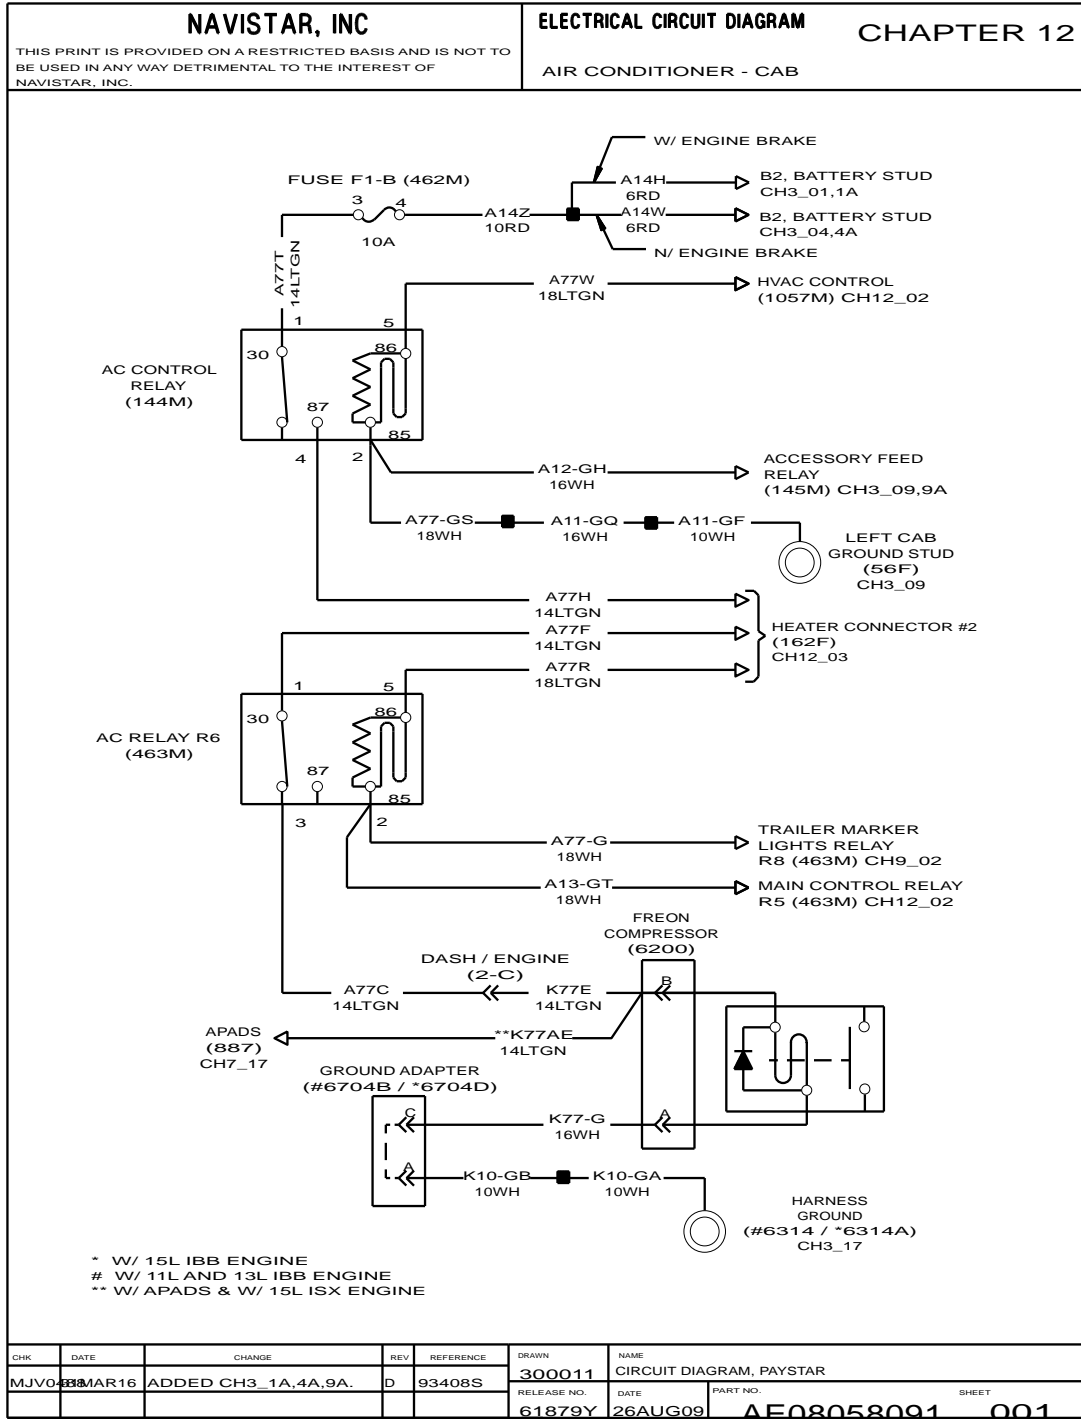 NAVISTAR, INC
THIS PRINT IS PROVIDED ON A RESTRICTED BASIS AND IS NOT TO
BE USED IN ANY WAY DETRIMENTAL TO THE INTEREST OF
NAVISTAR, INC.
ELECTRICAL CIRCUIT DIAGRAM
CHAPTER 12
AIR CONDITIONER - CAB
W/ ENGINE BRAKE
FUSE F1-B (462M)
3
4
10A
A14Z
10RD
A14H
6RD
A14W
6RD
B2, BATTERY STUD
CH3_01,1A
B2, BATTERY STUD
CH3_04,4A
N/ ENGINE BRAKE
A77T
14LTGN
A77W
18LTGN
HVAC CONTROL
(1057M) CH12_02
1
5
30
86
87
85
AC CONTROL
RELAY
(144M)
4
2
A12-GH
16WH
ACCESSORY FEED
RELAY
(145M) CH3_09,9A
A77-GS
18WH
A11-GQ
16WH
A11-GF
10WH
LEFT CAB
GROUND STUD
(56F)
CH3_09
A77H
14LTGN
A77F
14LTGN
A77R
18LTGN
HEATER CONNECTOR #2
(162F)
CH12_03
1
5
30
86
87
85
AC RELAY R6
(463M)
3
2
A77-G
18WH
TRAILER MARKER
LIGHTS RELAY
R8 (463M) CH9_02
A13-GT
18WH
MAIN CONTROL RELAY
R5 (463M) CH12_02
FREON
COMPRESSOR
(6200)
DASH / ENGINE
(2-C)
A77C
14LTGN
K77E
14LTGN
B
APADS
(887)
CH7_17
**K77AE
14LTGN
GROUND ADAPTER
(#6704B / *6704D)
C
K77-G
16WH
A
A
K10-GB
10WH
K10-GA
10WH
HARNESS
GROUND
(#6314 / *6314A)
CH3_17
* W/ 15L IBB ENGINE
# W/ 11L AND 13L IBB ENGINE
** W/ APADS & W/ 15L ISX ENGINE
CHK DATE CHANGE REV REFERENCE
MAR16 ADDED CH3_1A,4A,9A. D 93408S
DRAWN
300011
NAME
CIRCUIT DIAGRAM, PAYSTAR
RELEASE NO.
61879Y
DATE
26AUG09
PART NO.
AE08058091
SHEET
001